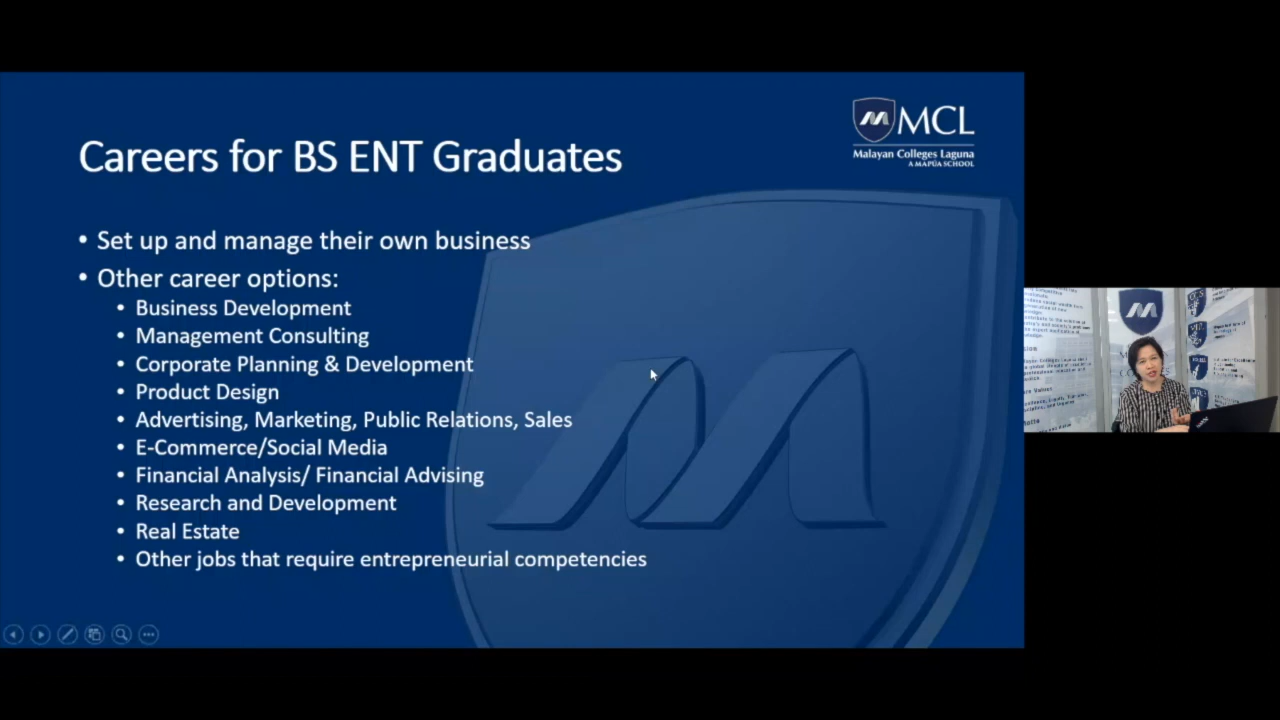 MCL
Malayan Colleges Laguna
A MAPÚA SCHOOL
Careers for BS ENT Graduates
• Set up and manage their own business
• Other career options:
• Business Development
• Management Consulting
• Corporate Planning & Development
• Product Design
• Advertising, Marketing, Public Relations, Sales
• E-Commerce/Social Media
• Financial Analysis/ Financial Advising
• Research and Development
• Real Estate
• Other jobs that require entrepreneurial competencies